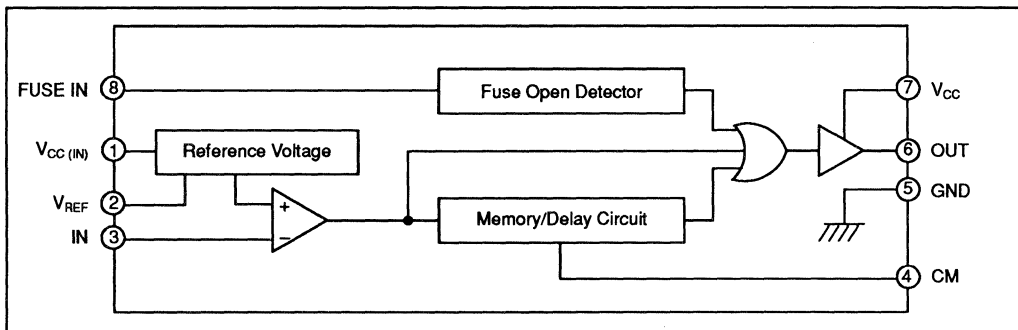 FUSE IN 8 Fuse Open Detector 7 VCC
VCC (IN) 1 Reference Voltage 6 OUT
VREF 2 + 5 GND
IN 3 − Memory/Delay Circuit
4 CM